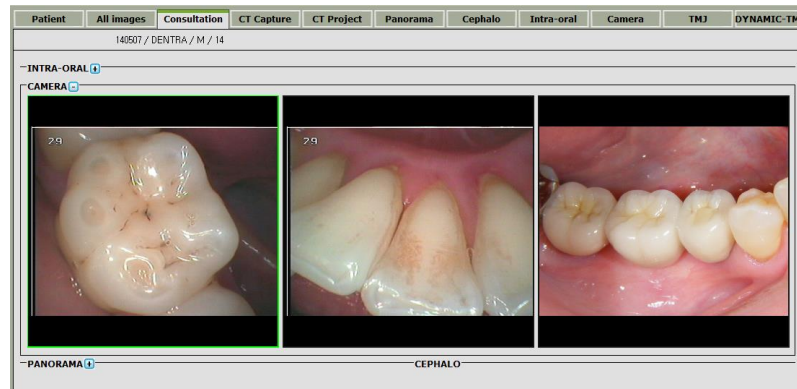 Patient All images Consultation CT Capture CT Project Panorama Cephalo Intra-oral Camera TMJ DYNAMIC-TM
140507 / DENTRA / M / 14
INTRA-ORAL
CAMERA
29 29
PANORAMA CEPHALO